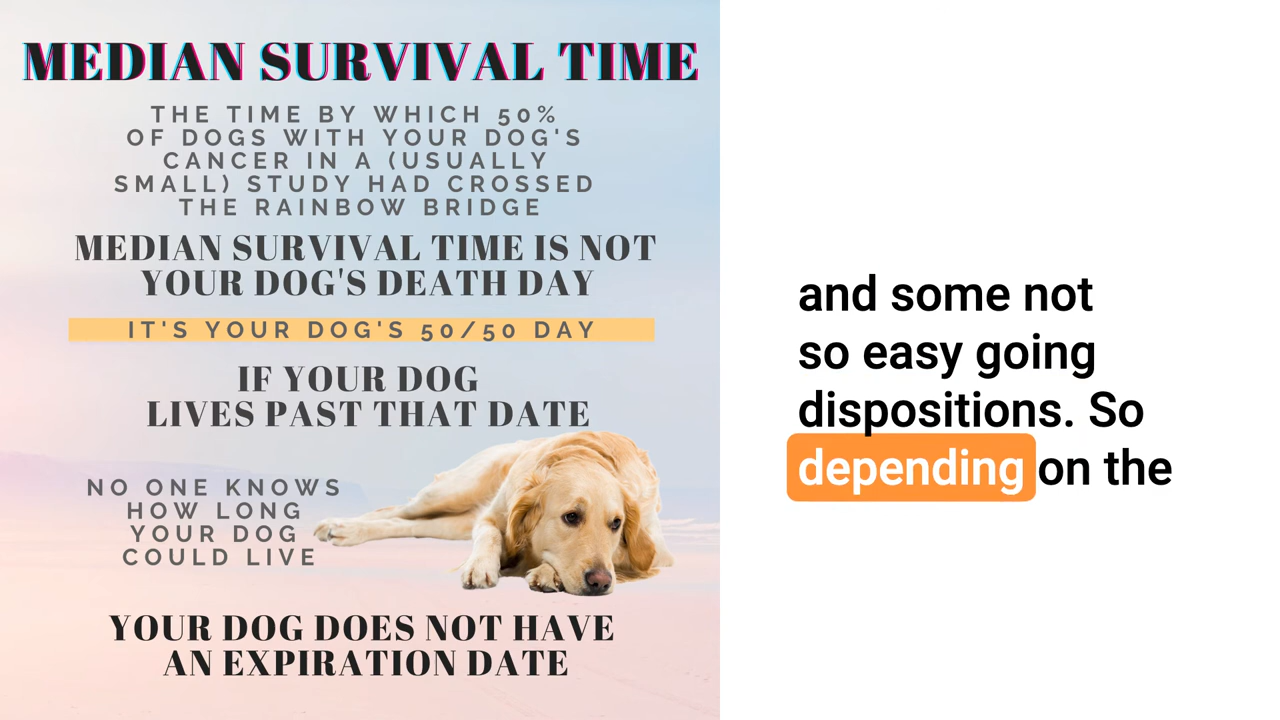 MEDIAN SURVIVAL TIME
THE TIME BY WHICH 50%
OF DOGS WITH YOUR DOG'S
CANCER IN A (USUALLY
SMALL) STUDY HAD CROSSED
THE RAINBOW BRIDGE
MEDIAN SURVIVAL TIME IS NOT
YOUR DOG'S DEATH DAY
IT'S YOUR DOG'S 50/50 DAY
IF YOUR DOG
LIVES PAST THAT DATE
NO ONE KNOWS
HOW LONG
YOUR DOG
COULD LIVE
YOUR DOG DOES NOT HAVE
AN EXPIRATION DATE
and some not
so easy going
dispositions. So
depending on the